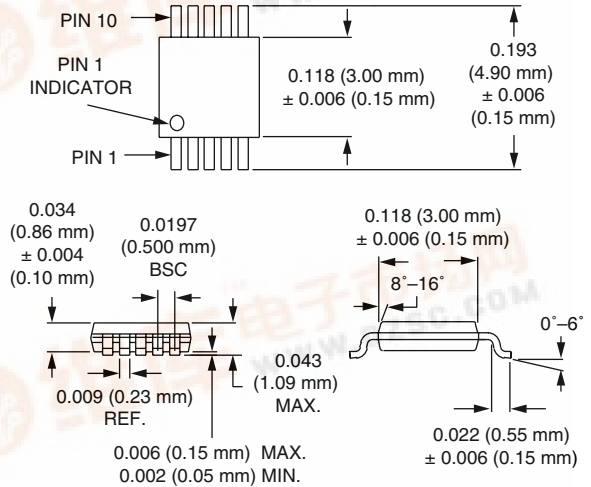 PIN 10
PIN 1
INDICATOR
PIN 1
0.118 (3.00 mm)
± 0.006 (0.15 mm)
0.193
(4.90 mm)
± 0.006
(0.15 mm)
0.034
(0.86 mm)
± 0.004
(0.10 mm)
0.0197
(0.500 mm)
BSC
0.118 (3.00 mm)
± 0.006 (0.15 mm)
8°–16°
0°–6°
0.043
(1.09 mm)
MAX.
0.009 (0.23 mm)
REF.
0.006 (0.15 mm) MAX.
0.002 (0.05 mm) MIN.
0.022 (0.55 mm)
± 0.006 (0.15 mm)